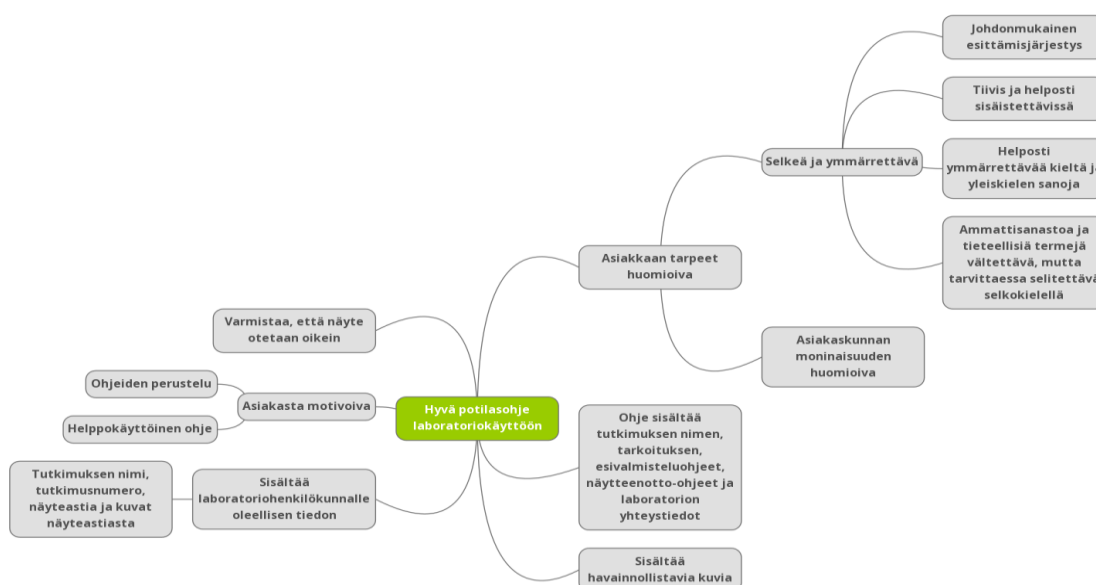 Johdonmukainen
esittämisjärjestys
Tiivis ja helposti
sisäistettävissä
Selkeä ja ymmärrettävä
Helposti
ymmärrettävää kieltä ja
yleiskielen sanoja
Ammattisanastoa ja
tieteellisiä termejä
vältettävä, mutta
tarvittaessa selitettävä
selkokielellä
Asiakkaan tarpeet
huomioiva
Asiakaskunnan
moninaisuuden
huomioiva
Varmistaa, että näyte
otetaan oikein
Ohjeiden perustelu
Asiakasta motivoiva
Helppokäyttöinen ohje
Hyvä potilasohje
laboratoriokäyttöön
Ohje sisältää
tutkimuksen nimen,
tarkoituksen,
esivalmisteluohjeet,
näytteenotto-ohjeet ja
laboratorion
yhteystiedot
Tutkimuksen nimi,
tutkimusnumero,
näyteastia ja kuvat
näyteastiasta
Sisältää
laboratoriohenkilökunnalle
oleellisen tiedon
Sisältää
havainnollistavia kuvia